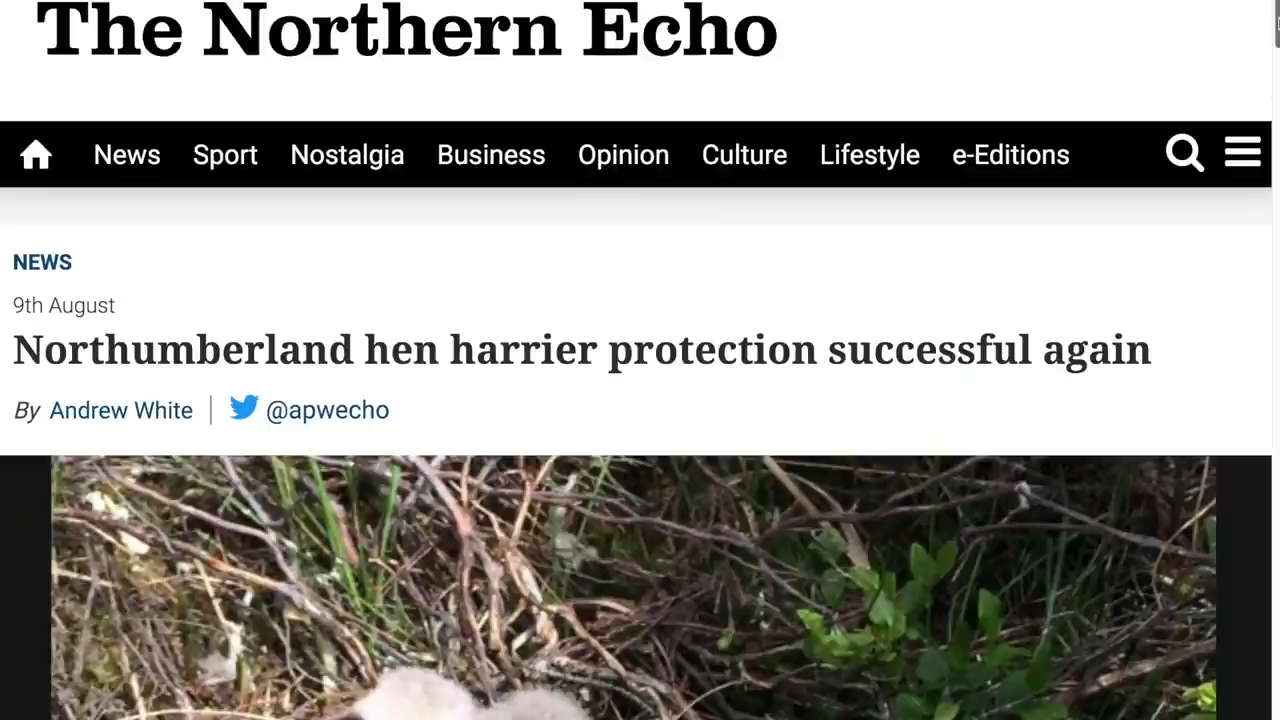 The Northern Echo
News Sport Nostalgia Business Opinion Culture Lifestyle e-Editions
NEWS
9th August
Northumberland hen harrier protection successful again
By Andrew White | @apwecho